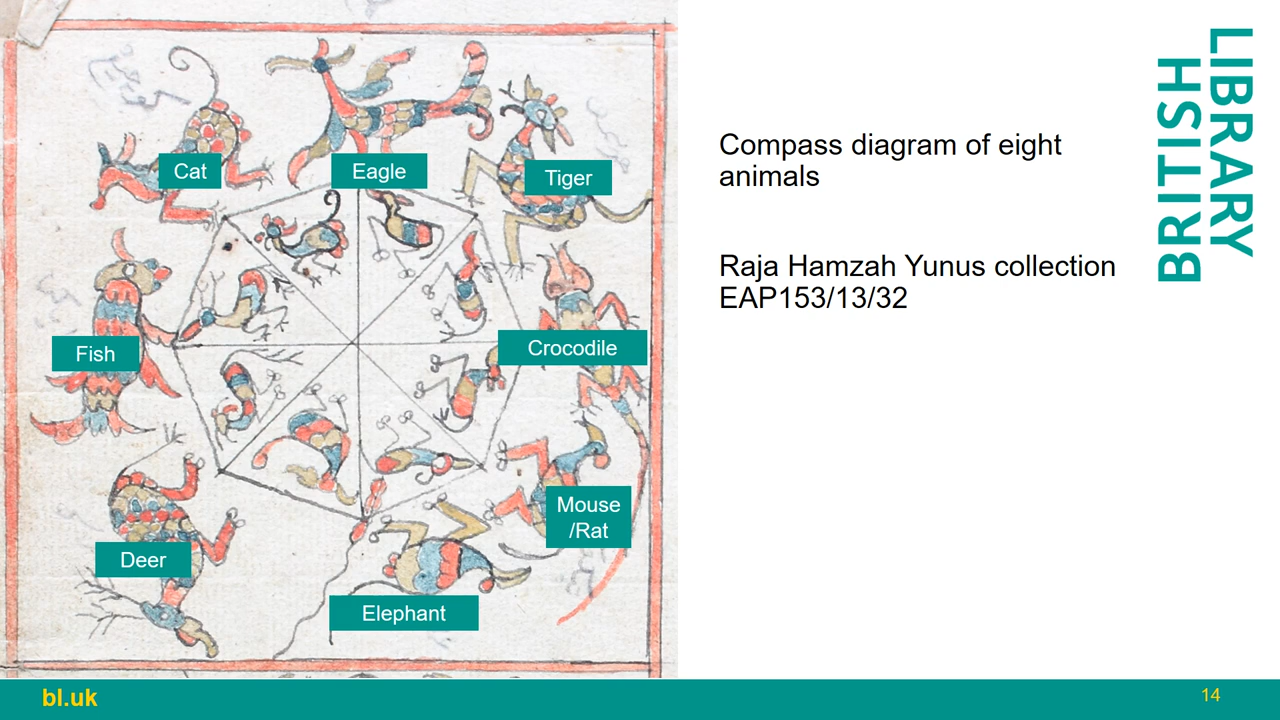 Cat
Eagle
Tiger
Fish
Crocodile
Mouse
/Rat
Deer
Elephant
Compass diagram of eight
animals
Raja Hamzah Yunus collection
EAP153/13/32
BRITISH
LIBRARY
bl.uk
14